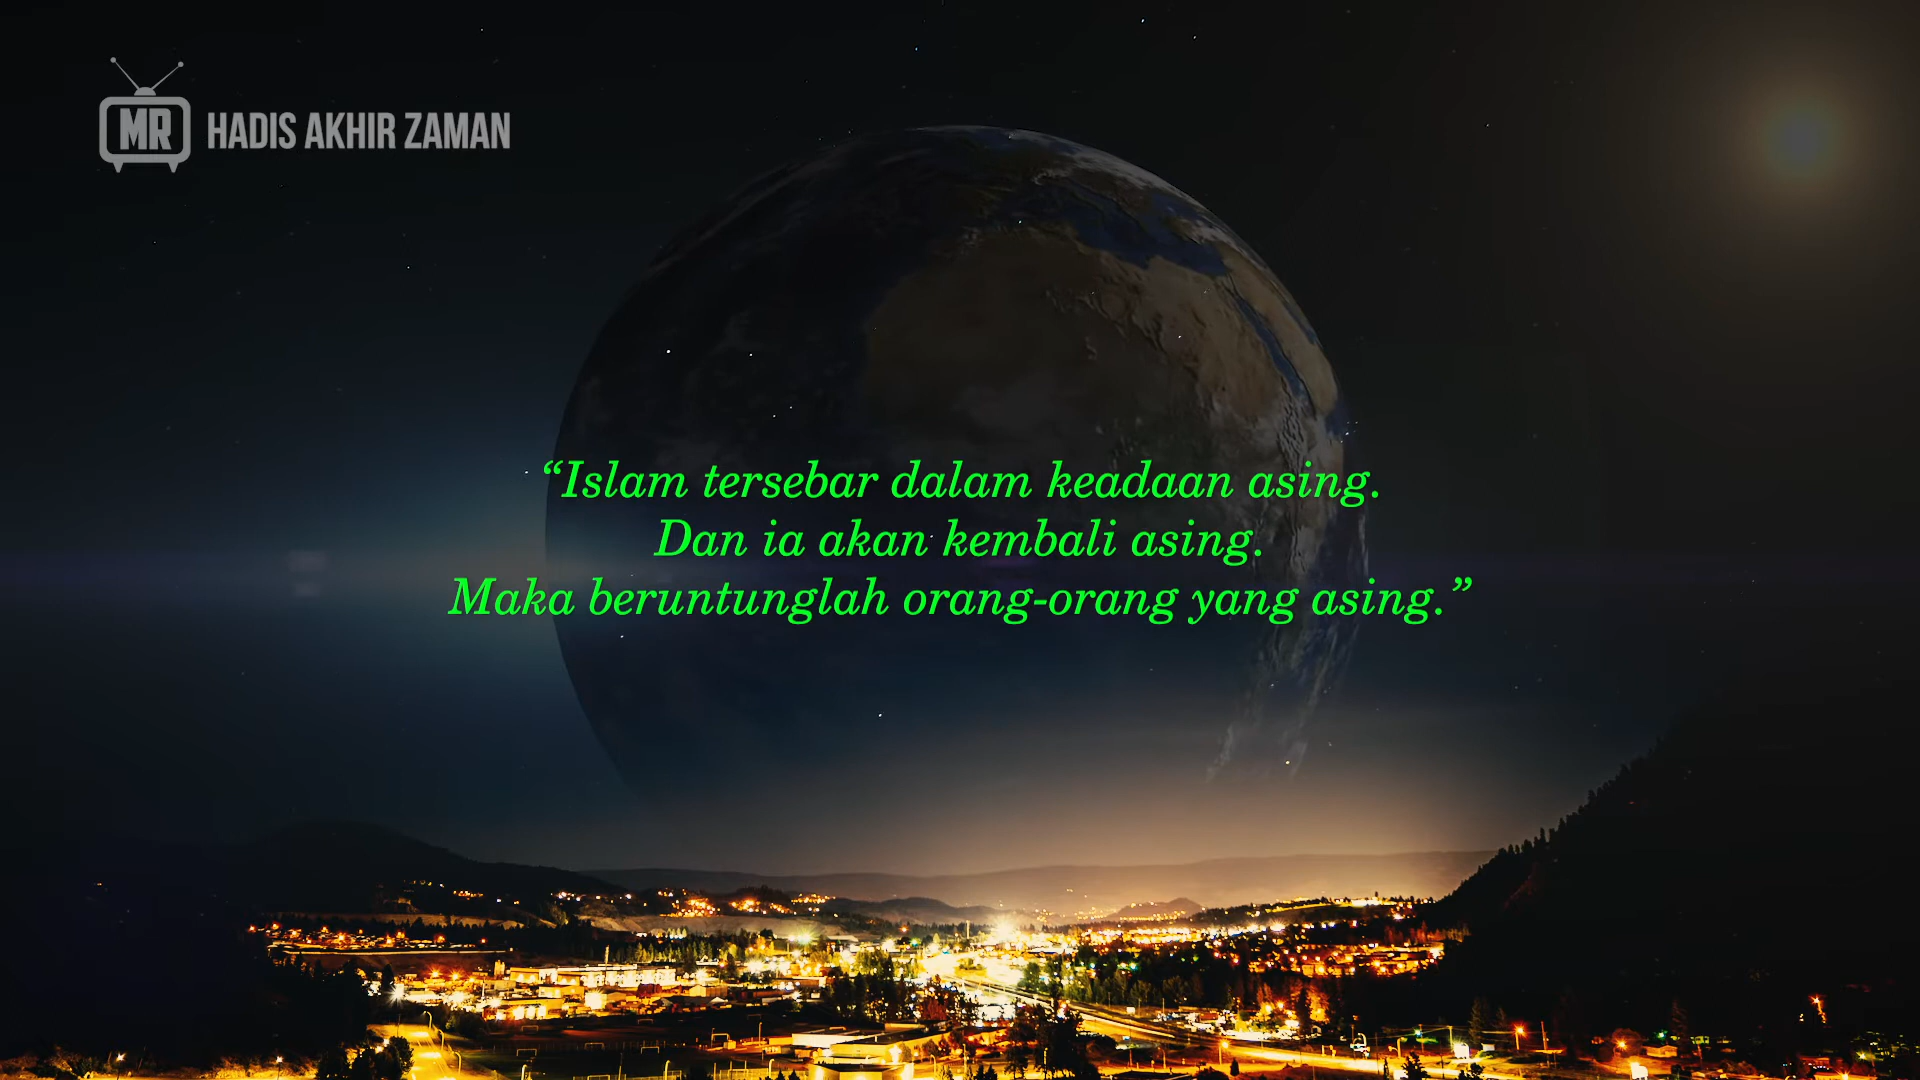 MR HADIS AKHIR ZAMAN
“Islam tersebar dalam keadaan asing.
Dan ia akan kembali asing.
Maka beruntunglah orang-orang yang asing.”